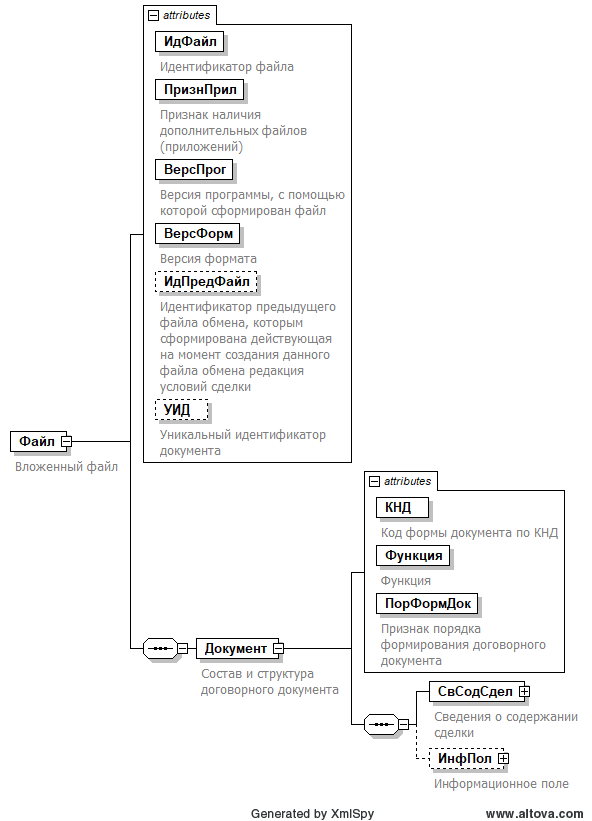 attributes
ИдФайл
Идентификатор файла
ПризнПрил
Признак наличия
дополнительных файлов
(приложений)
ВерсПрог
Версия программы, с помощью
которой сформирован файл
ВерсФорм
Версия формата
ИдПредФайл
Идентификатор предыдущего
файла обмена, которым
сформирована действующая
на момент создания данного
файла обмена редакция
условий сделки
УИД
Уникальный идентификатор
документа
Файл
Вложенный файл
attributes
КНД
Код формы документа по КНД
Функция
Функция
ПорФормДок
Признак порядка
формирования договорного
документа
Документ
Состав и структура
договорного документа
СвСодСдел
Сведения о содержании
сделки
ИнфПол
Информационное поле
Generated by XmlSpy
www.altova.com